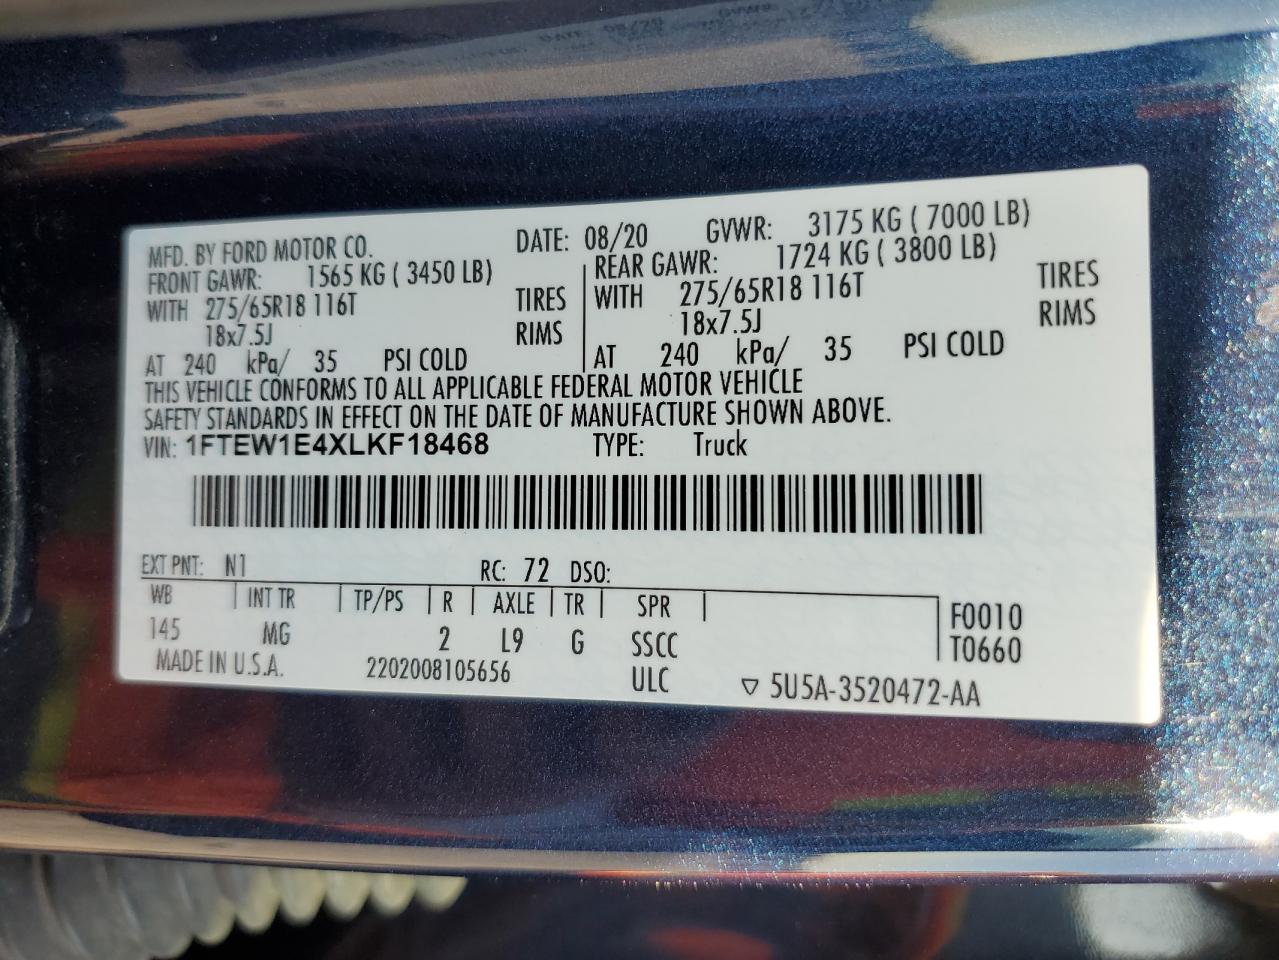 MFD. BY FORD MOTOR CO. DATE: 08/20 GVWR: 3175 KG ( 7000 LB)
FRONT GAWR: 1565 KG ( 3450 LB) REAR GAWR: 1724 KG ( 3800 LB)
WITH 275/65R18 116T TIRES WITH 275/65R18 116T TIRES
18x7.5J RIMS 18x7.5J RIMS
AT 240 kPa/ 35 PSI COLD AT 240 kPa/ 35 PSI COLD
THIS VEHICLE CONFORMS TO ALL APPLICABLE FEDERAL MOTOR VEHICLE
SAFETY STANDARDS IN EFFECT ON THE DATE OF MANUFACTURE SHOWN ABOVE.
VIN: 1FTEW1E4XLKF18468 TYPE: Truck
EXT PNT: N1 RC: 72 DSO:
WB INT TR TP/PS R AXLE TR SPR F0010
145 MG 2 L9 G SSCC T0660
MADE IN U.S.A. 2202008105656 ULC ▽ 5U5A-3520472-AA